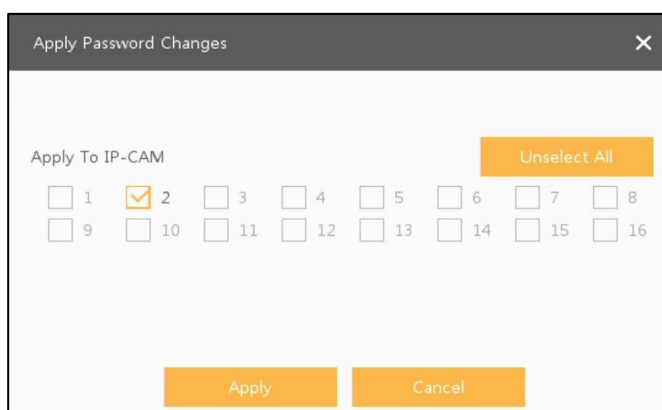 Apply Password Changes
Apply To IP-CAM
Unselect All
1 2 3 4 5 6 7 8
9 10 11 12 13 14 15 16
Apply Cancel